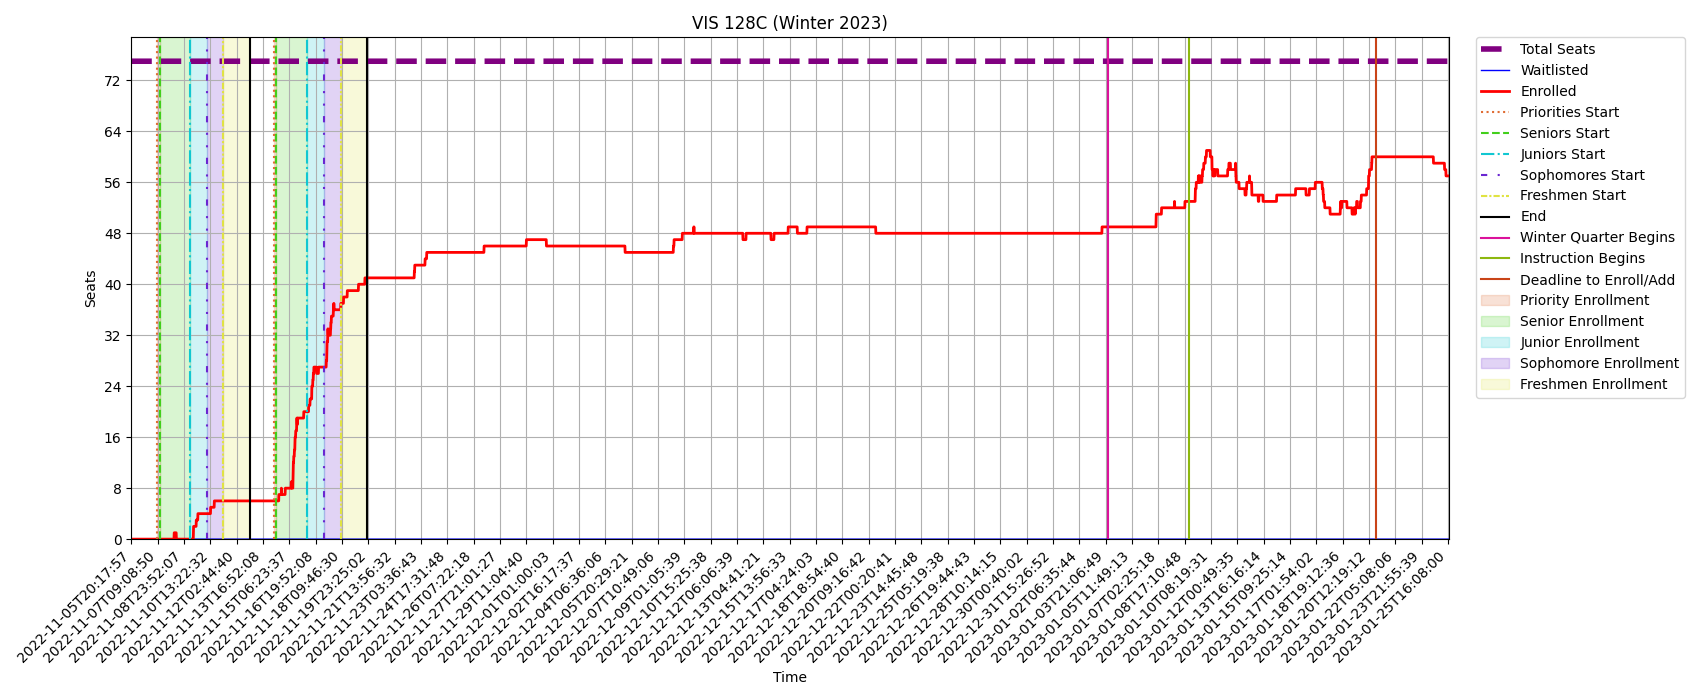 VIS 128C (Winter 2023)
72
64
56
48
40
32
24
16
8
0
Seats
2022-11-05T20:17:57
2022-11-07T09:08:50
2022-11-08T23:52:07
2022-11-10T13:22:32
2022-11-12T02:44:40
2022-11-13T16:52:08
2022-11-15T06:23:37
2022-11-16T19:52:08
2022-11-18T09:46:30
2022-11-19T23:25:02
2022-11-21T13:56:32
2022-11-23T03:36:43
2022-11-24T17:31:48
2022-11-26T07:22:18
2022-11-27T21:01:27
2022-11-29T11:04:40
2022-12-01T01:00:03
2022-12-02T16:17:37
2022-12-04T06:36:06
2022-12-05T20:29:21
2022-12-07T10:49:06
2022-12-09T01:05:39
2022-12-10T15:25:38
2022-12-12T06:06:39
2022-12-13T04:41:21
2022-12-15T13:56:33
2022-12-17T04:24:03
2022-12-18T18:54:40
2022-12-20T09:16:42
2022-12-22T00:20:41
2022-12-23T14:45:48
2022-12-25T05:19:38
2022-12-26T19:44:43
2022-12-28T10:14:15
2022-12-30T00:40:02
2022-12-31T15:26:52
2023-01-02T06:35:44
2023-01-03T21:06:49
2023-01-05T11:49:13
2023-01-07T02:25:18
2023-01-08T17:10:48
2023-01-10T08:19:31
2023-01-12T00:49:35
2023-01-13T16:16:14
2023-01-15T09:25:14
2023-01-17T01:54:02
2023-01-18T19:12:36
2023-01-20T12:19:12
2023-01-22T05:08:06
2023-01-23T21:55:39
2023-01-25T16:08:00
Time
Total Seats
Waitlisted
Enrolled
Priorities Start
Seniors Start
Juniors Start
Sophomores Start
Freshmen Start
End
Winter Quarter Begins
Instruction Begins
Deadline to Enroll/Add
Priority Enrollment
Senior Enrollment
Junior Enrollment
Sophomore Enrollment
Freshmen Enrollment